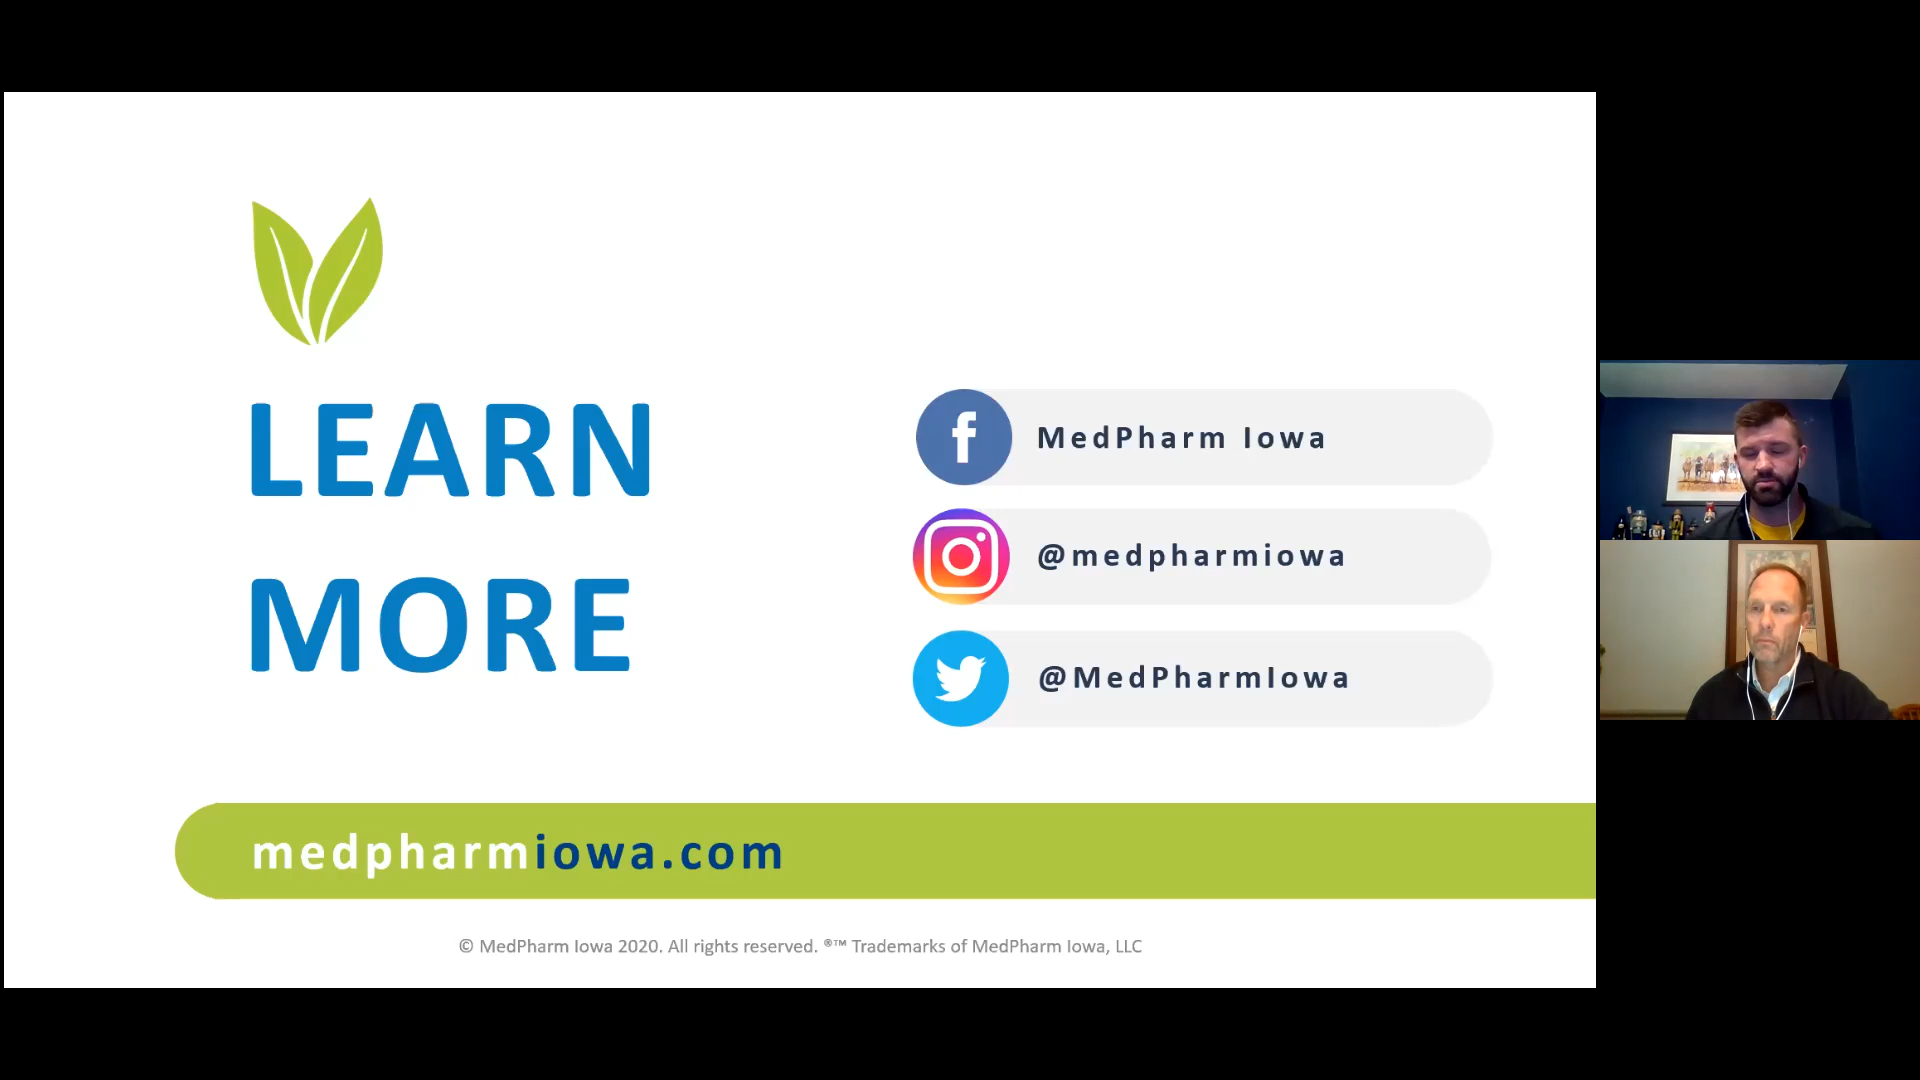 LEARN
MORE
MedPharm Iowa
@medpharmiowa
@MedPharmIowa
medpharmiowa.com
© MedPharm Iowa 2020. All rights reserved. ®™ Trademarks of MedPharm Iowa, LLC